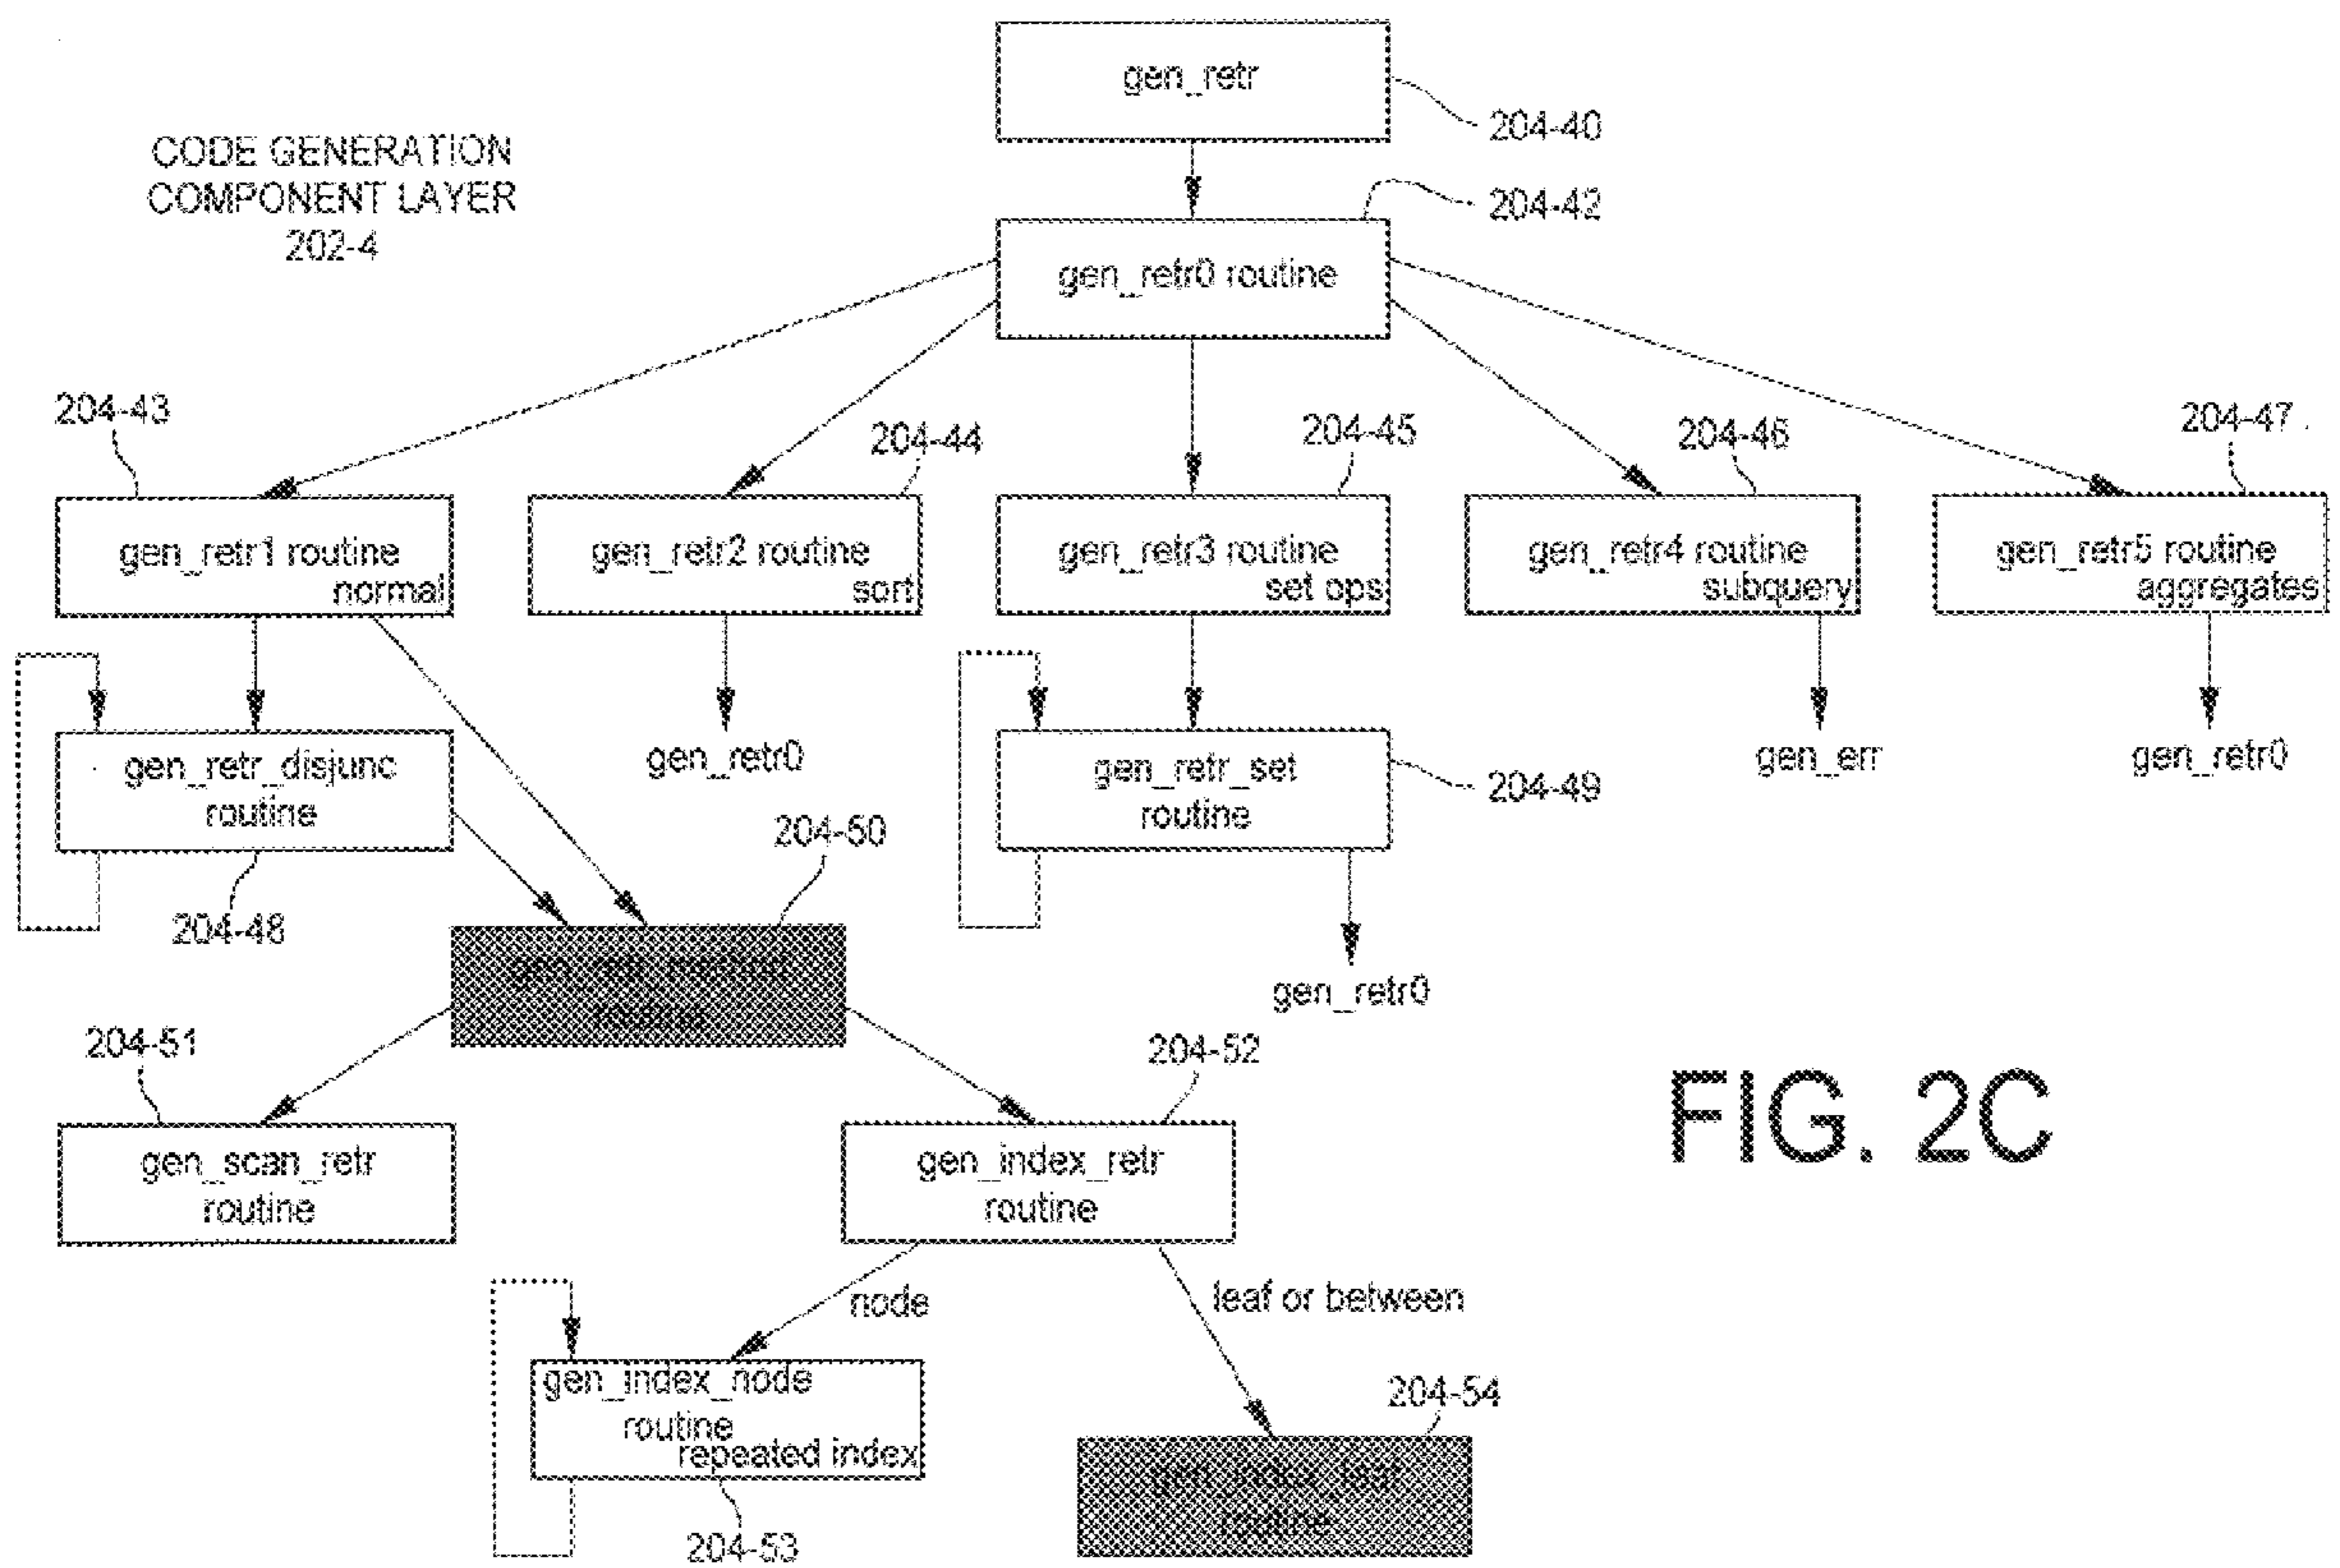 gen_retr
204-40
CODE GENERATION
COMPONENT LAYER
202-4
204-42
gen_retr0 routine
204-43
204-44
204-45
204-46
204-47
gen_retr1 routine
normal
gen_retr2 routine
sort
gen_retr3 routine
set ops
gen_retr4 routine
subquery
gen_retr5 routine
aggregates
gen_retr_disjunc
routine
gen_retr0
gen_retr_set
routine
204-49
gen_err
gen_retr0
204-48
204-50
routine
gen_retr0
204-51
204-52
gen_scan_retr
routine
gen_index_retr
routine
FIG. 2C
node
leaf or between
gen_index_node
routine
repeated index
204-53
204-54
gen_index_leaf
routine